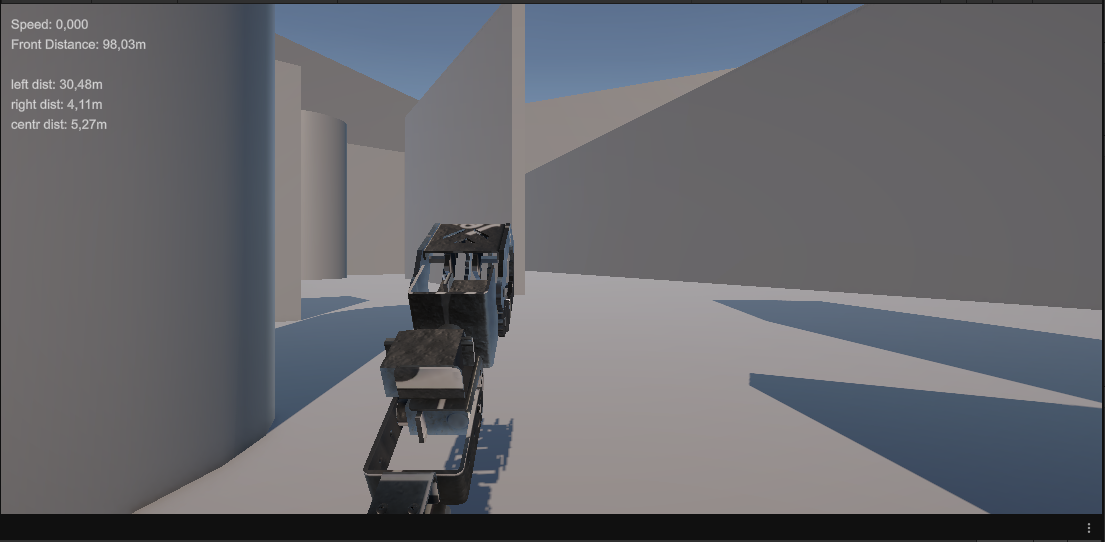 Speed: 0,000
Front Distance: 98,03m
left dist: 30,48m
right dist: 4,11m
centr dist: 5,27m